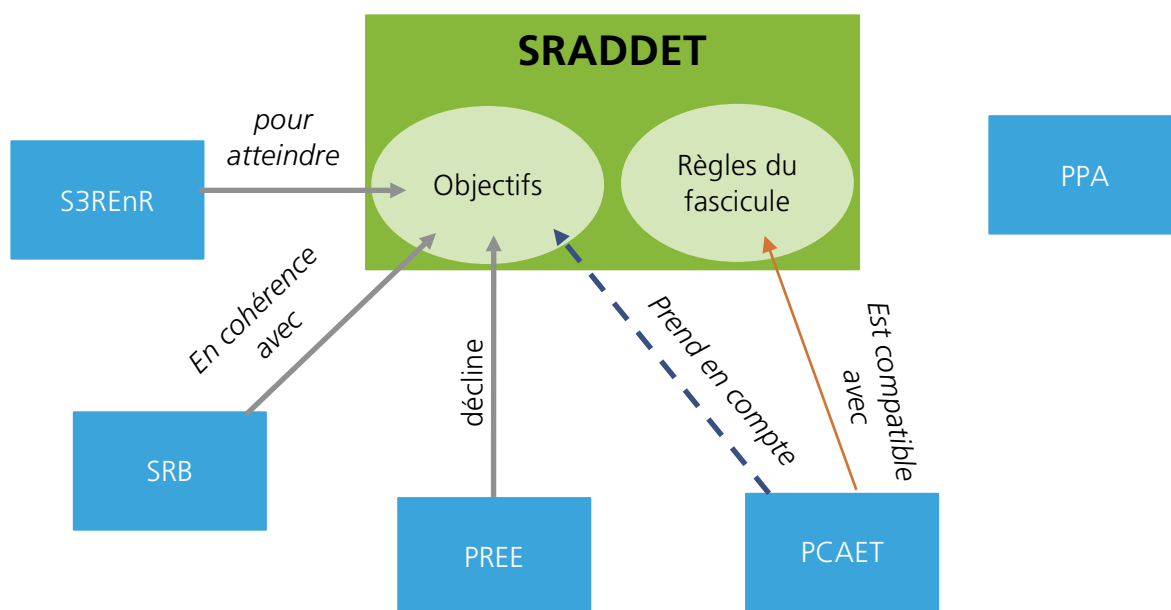 SRADDET
pour
atteindre
S3REnR
Objectifs
Règles du
fascicule
PPA
En cohérence
avec
décline
Prend en compte
Est compatible
avec
SRB
PREE
PCAET